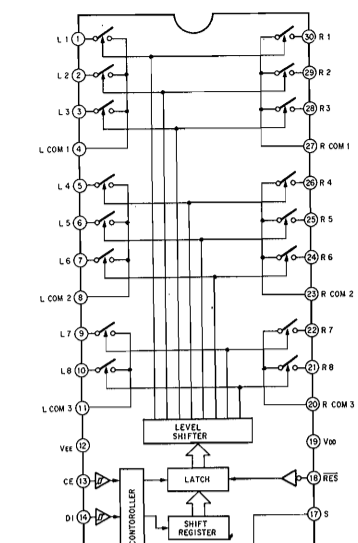 L 1 1 30 R 1
L 2 2 29 R 2
L 3 3 28 R 3
L COM 1 4 27 R COM 1
L 4 5 26 R 4
L 5 6 25 R 5
L 6 7 24 R 6
L COM 2 8 23 R COM 2
L 7 9 22 R 7
L 8 10 21 R 8
L COM 3 11 20 R COM 3
LEVEL
SHIFTER
VEE 12 19 VDD
CE 13 LATCH 18 RES
DI 14 17 S
CONTOROLLER
SHIFT
REGISTER